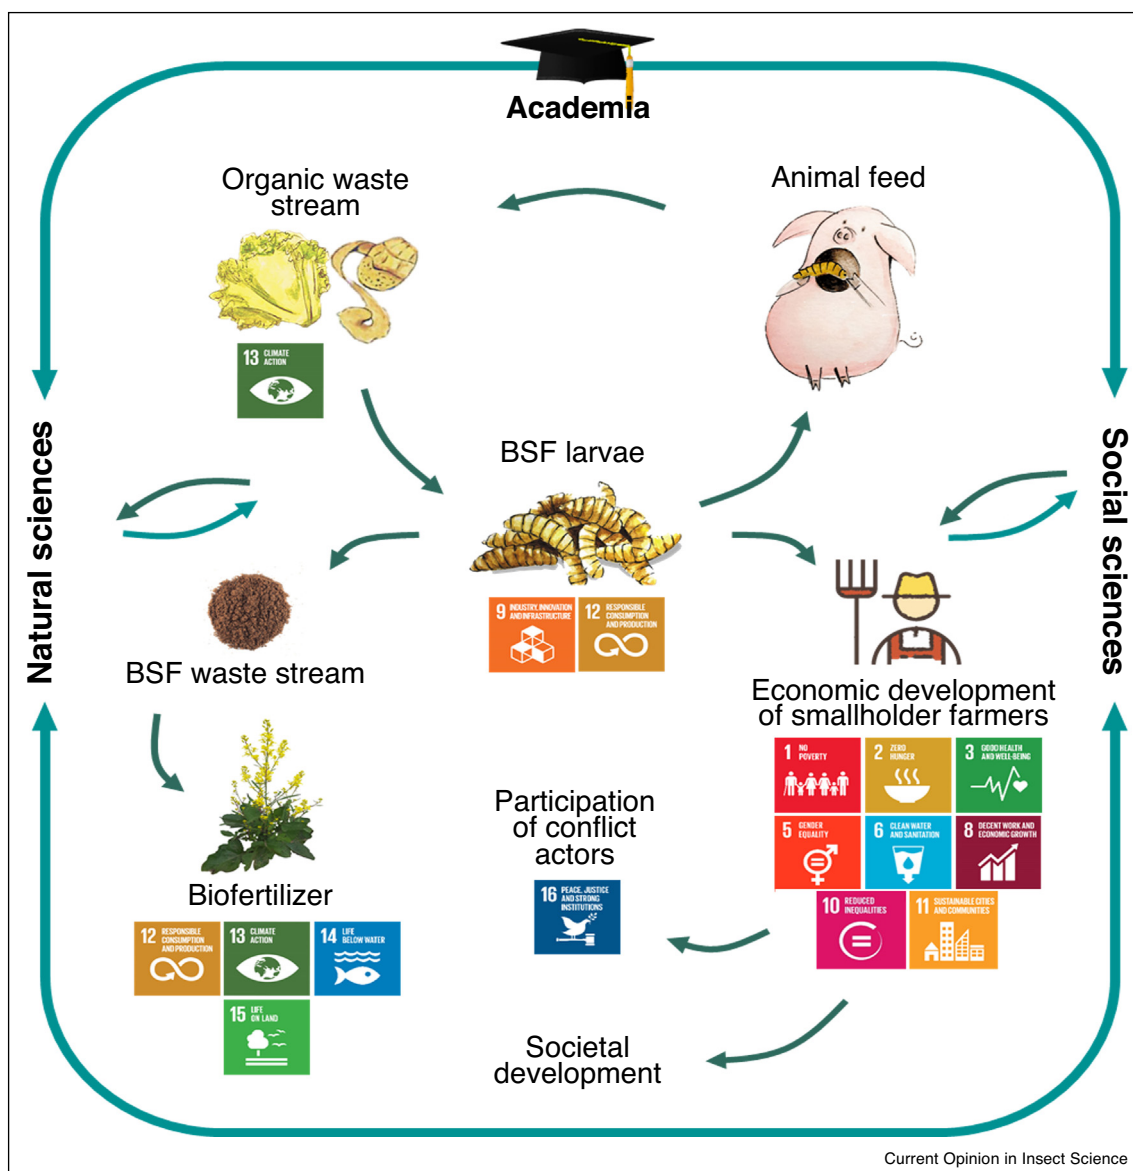 Academia
Organic waste
stream
Animal feed
13 CLIMATE
ACTION
BSF larvae
Natural sciences
Social sciences
9 INDUSTRY, INNOVATION
AND INFRASTRUCTURE
12 RESPONSIBLE
CONSUMPTION
AND PRODUCTION
BSF waste stream
Economic development
of smallholder farmers
1 NO
POVERTY
2 ZERO
HUNGER
3 GOOD HEALTH
AND WELL-BEING
5 GENDER
EQUALITY
6 CLEAN WATER
AND SANITATION
8 DECENT WORK AND
ECONOMIC GROWTH
10 REDUCED
INEQUALITIES
11 SUSTAINABLE CITIES
AND COMMUNITIES
Participation
of conflict
actors
16 PEACE, JUSTICE
AND STRONG
INSTITUTIONS
Biofertilizer
12 RESPONSIBLE
CONSUMPTION
AND PRODUCTION
13 CLIMATE
ACTION
14 LIFE
BELOW WATER
15 LIFE
ON LAND
Societal
development
Current Opinion in Insect Science